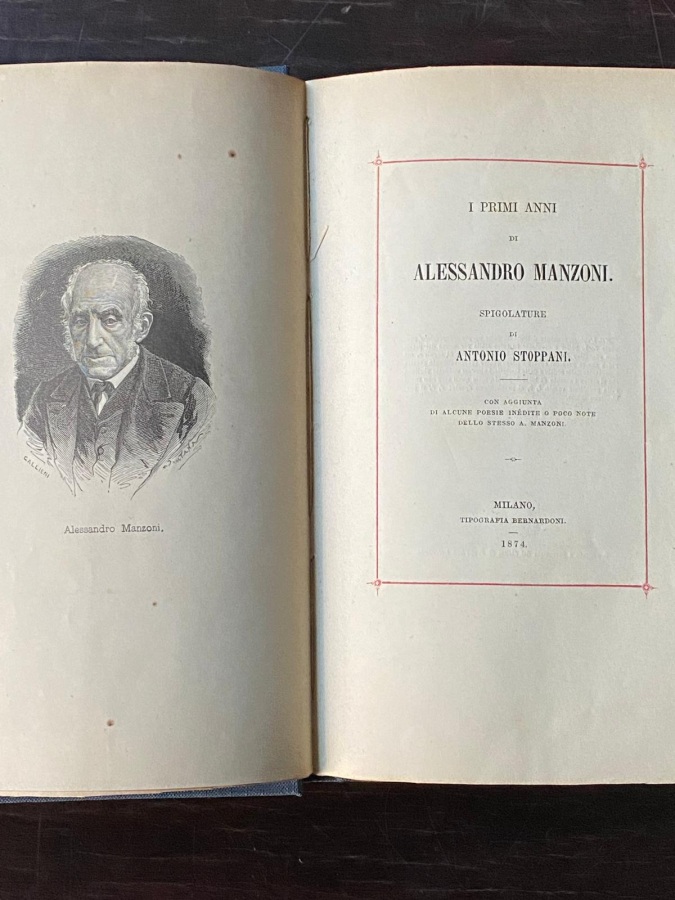 GALLIENI
Alessandro Manzoni.
I PRIMI ANNI
DI
ALESSANDRO MANZONI.
SPIGOLATURE
DI
ANTONIO STOPPANI.
CON AGGIUNTA
DI ALCUNE POESIE INEDITE O POCO NOTE
DELLO STESSO A. MANZONI.
MILANO,
TIPOGRAFIA BERNARDONI.
1874.